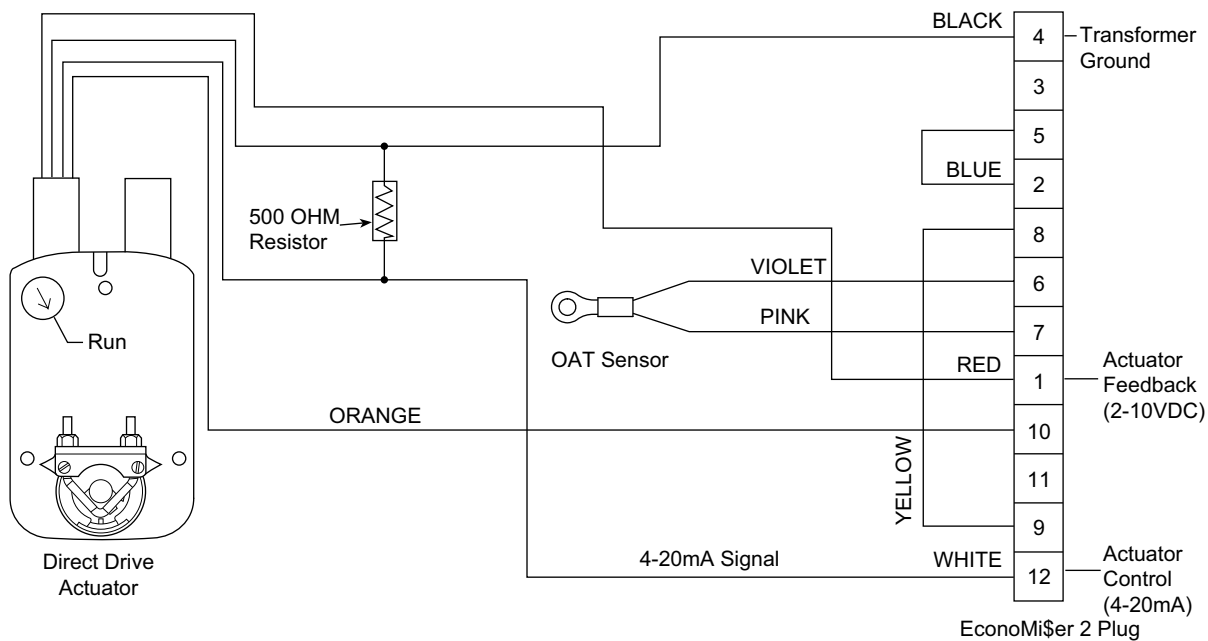 BLACK
4
Transformer
Ground
3
5
BLUE
2
500 OHM
Resistor
8
VIOLET
6
PINK
7
Run
OAT Sensor
RED
1
Actuator
Feedback
(2-10VDC)
ORANGE
10
YELLOW
11
9
Direct Drive
Actuator
4-20mA Signal
WHITE
12
Actuator
Control
(4-20mA)
EconoMi$er 2 Plug